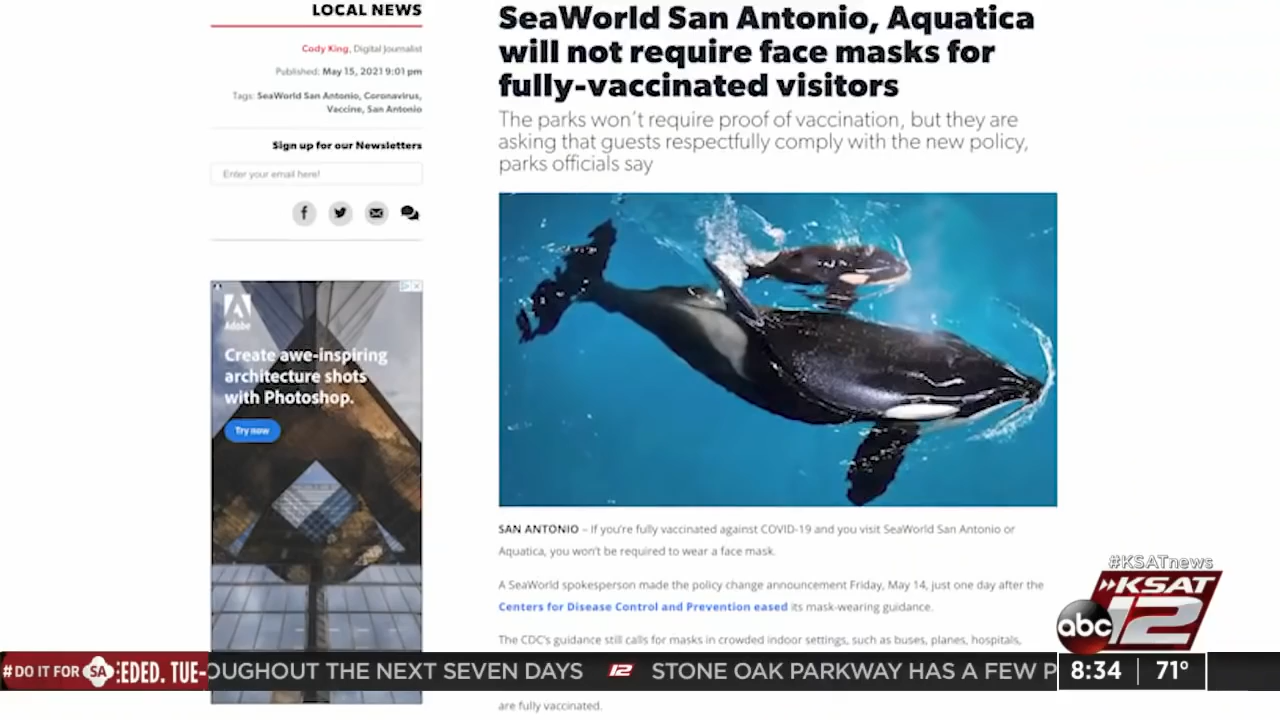 LOCAL NEWS
Cody King, Digital Journalist
Published: May 15, 2021 9:01 pm
Tags: SeaWorld San Antonio, Coronavirus,
Vaccine, San Antonio
Sign up for our Newsletters
Enter your email here!
Adobe
Create awe-inspiring
architecture shots
with Photoshop.
Try now
SeaWorld San Antonio, Aquatica
will not require face masks for
fully-vaccinated visitors
The parks won't require proof of vaccination, but they are
asking that guests respectfully comply with the new policy,
parks officials say
SAN ANTONIO – If you're fully vaccinated against COVID-19 and you visit SeaWorld San Antonio or
Aquatica, you won't be required to wear a face mask.
A SeaWorld spokesperson made the policy change announcement Friday, May 14, just one day after the
Centers for Disease Control and Prevention eased its mask-wearing guidance.
The CDC's guidance still calls for masks in crowded indoor settings, such as buses, planes, hospitals,
are fully vaccinated.
#KSATnews
KSAT
abc 12
#DO IT FOR SA EEDED. TUE- OUGHOUT THE NEXT SEVEN DAYS 12 STONE OAK PARKWAY HAS A FEW P 8:34 71°